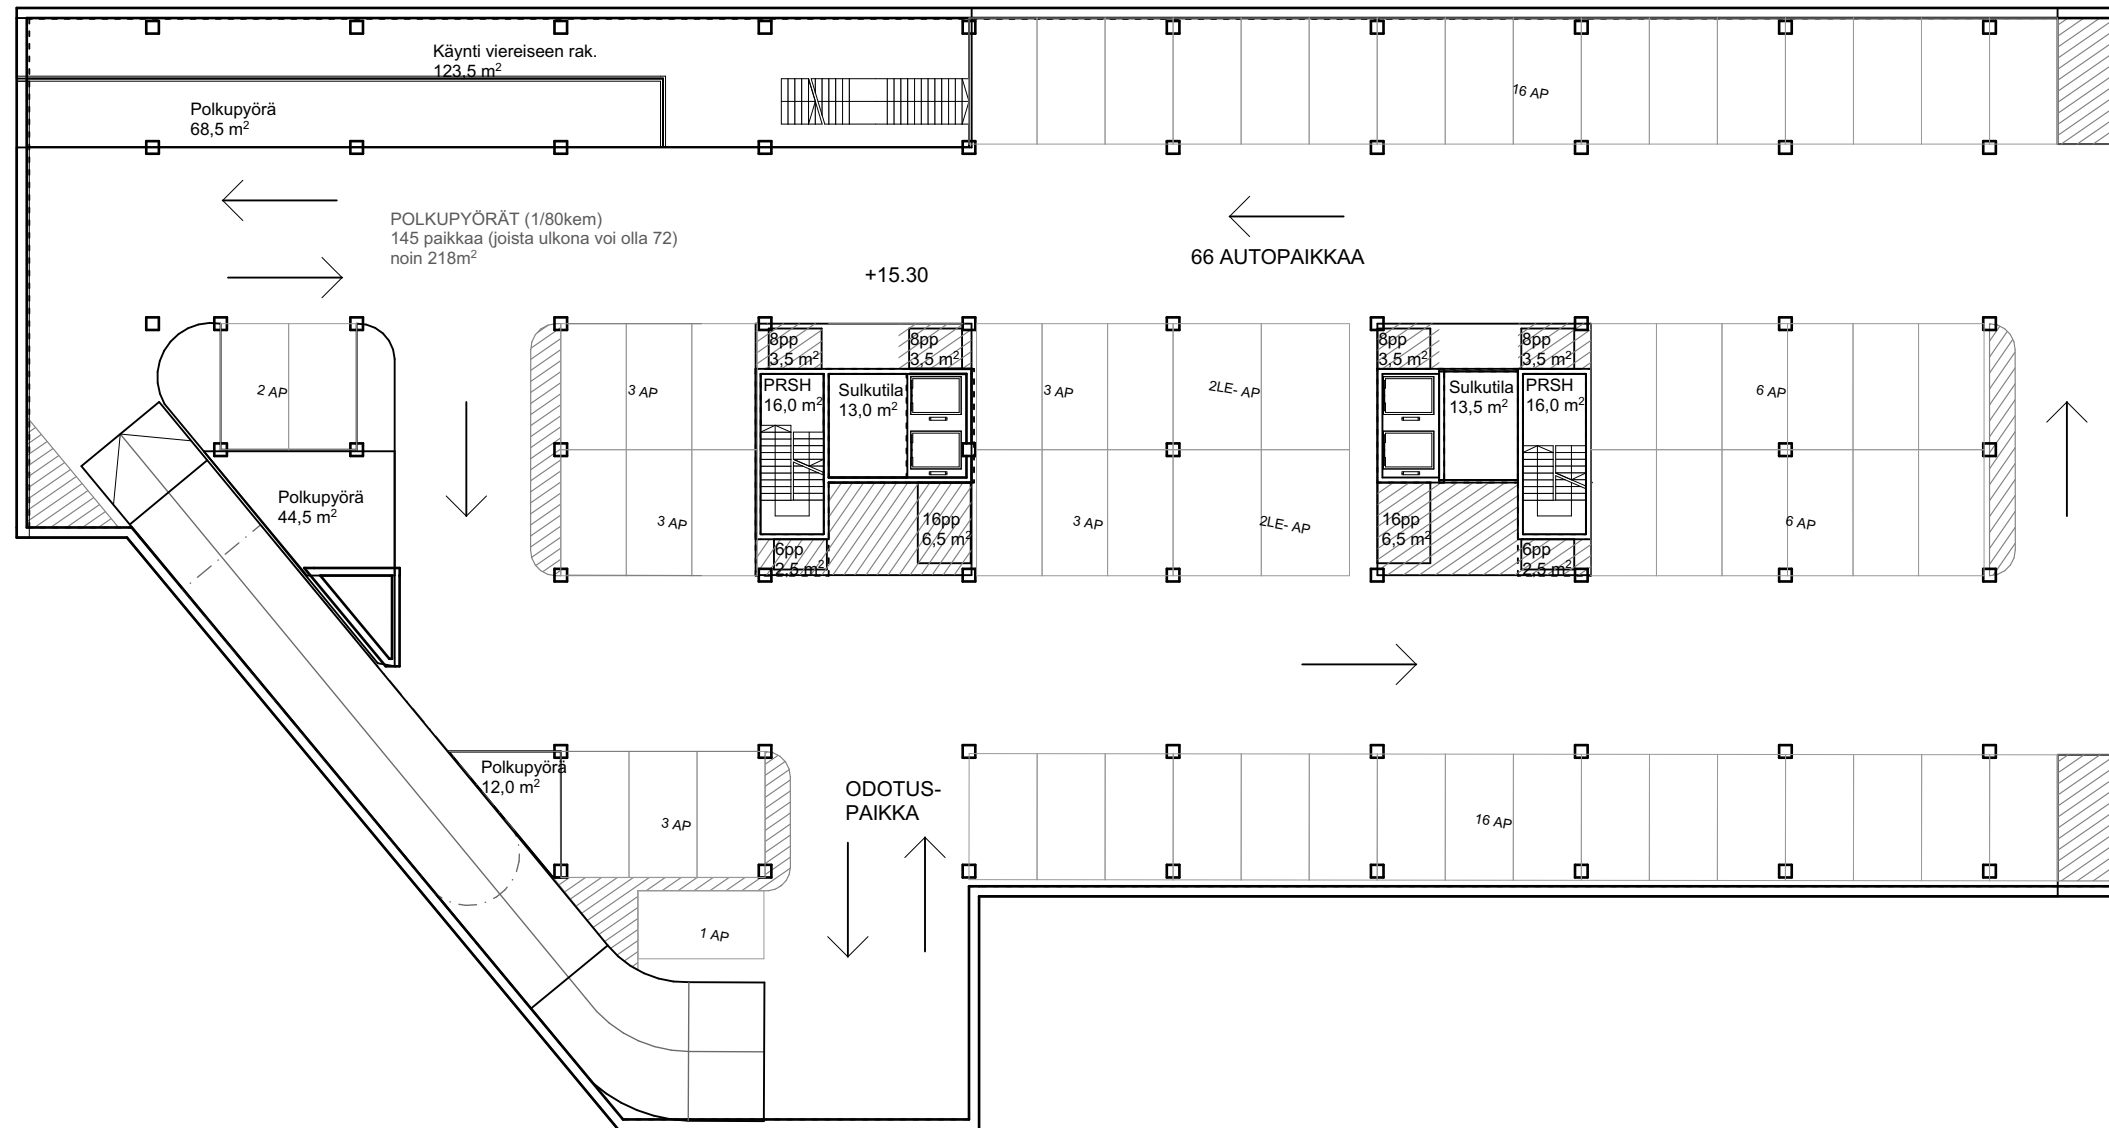 Käynti viereiseen rak.
123,5 m²
Polkupyörä
68,5 m²
16 AP
POLKUPYÖRÄT (1/80kem)
145 paikkaa (joista ulkona voi olla 72)
noin 218m²
+15.30
66 AUTOPAIKKAA
8pp
3,5 m²
8pp
3,5 m²
8pp
3,5 m²
8pp
3,5 m²
2 AP
3 AP
PRSH
16,0 m²
Sulkutila
13,0 m²
3 AP
2LE- AP
Sulkutila
13,5 m²
PRSH
16,0 m²
6 AP
Polkupyörä
44,5 m²
3 AP
16pp
6,5 m²
3 AP
2LE- AP
16pp
6,5 m²
6 AP
6pp
2,5 m²
6pp
2,5 m²
Polkupyörä
12,0 m²
3 AP
ODOTUS-
PAIKKA
16 AP
1 AP